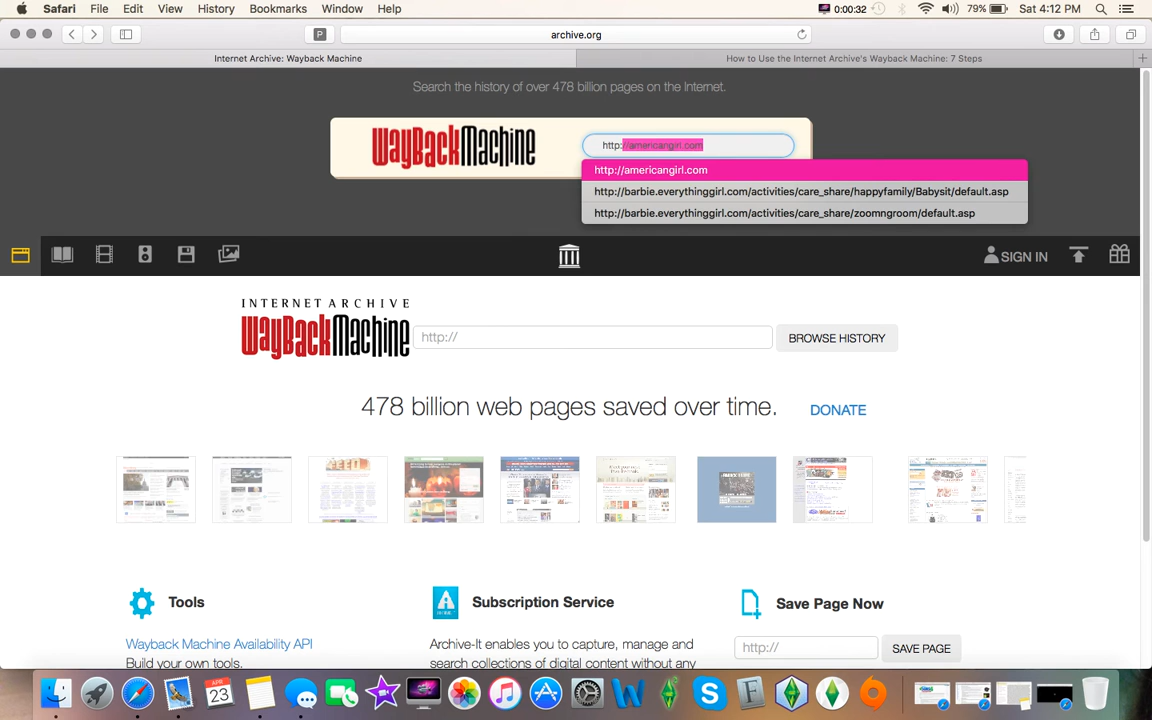 Safari File Edit View History Bookmarks Window Help 0:00:32 79% Sat 4:12 PM
P archive.org
Internet Archive: Wayback Machine How to Use the Internet Archive's Wayback Machine: 7 Steps
Search the history of over 478 billion pages on the Internet.
WayBackMachine http://americangirl.com
http://americangirl.com
http://barbie.everythinggirl.com/activities/care_share/happyfamily/Babysit/default.asp
http://barbie.everythinggirl.com/activities/care_share/zoomngroom/default.asp
SIGN IN
INTERNET ARCHIVE
WayBackMachine http:// BROWSE HISTORY
478 billion web pages saved over time. DONATE
Tools Subscription Service Save Page Now
Wayback Machine Availability API Archive-It enables you to capture, manage and http:// SAVE PAGE
Build your own tools. search collections of digital content without any
APR
23